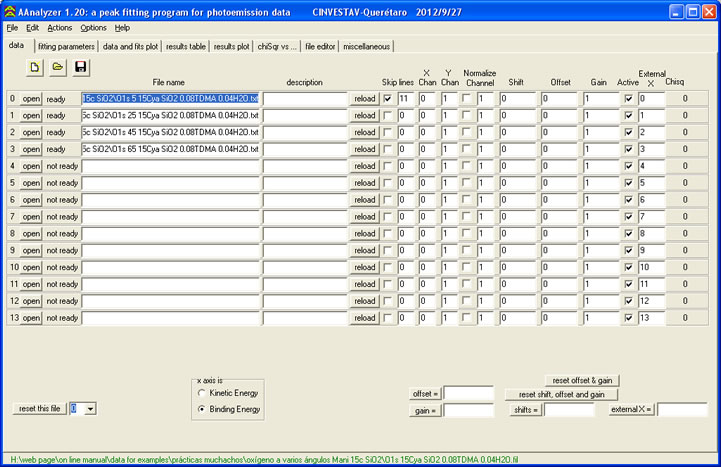 AAnalyzer 1.20: a peak fitting program for photoemission data CINVESTAV-Querétaro 2012/9/27
File Edit Actions Options Help
data fitting parameters data and fits plot results table results plot chiSqr vs ... file editor miscellaneous
File name description Skip lines X Chan Y Chan Normalize Channel Shift Offset Gain Active External X Chisq
0 open ready 15c SiO2\O1s 5 15Cya SiO2 0.08TDMA 0.04H2O.txt reload 11 0 1 1 0 0 1 0 0
1 open ready 5c SiO2\O1s 25 15Cya SiO2 0.08TDMA 0.04H2O.txt reload 0 0 1 1 0 0 1 1 0
2 open ready 5c SiO2\O1s 45 15Cya SiO2 0.08TDMA 0.04H2O.txt reload 0 0 1 1 0 0 1 2 0
3 open ready 5c SiO2\O1s 65 15Cya SiO2 0.08TDMA 0.04H2O.txt reload 0 0 1 1 0 0 1 3 0
4 open not ready reload 0 0 1 1 0 0 1 4 0
5 open not ready reload 0 0 1 1 0 0 1 5 0
6 open not ready reload 0 0 1 1 0 0 1 6 0
7 open not ready reload 0 0 1 1 0 0 1 7 0
8 open not ready reload 0 0 1 1 0 0 1 8 0
9 open not ready reload 0 0 1 1 0 0 1 9 0
10 open not ready reload 0 0 1 1 0 0 1 10 0
11 open not ready reload 0 0 1 1 0 0 1 11 0
12 open not ready reload 0 0 1 1 0 0 1 12 0
13 open not ready reload 0 0 1 1 0 0 1 13 0
x axis is
Kinetic Energy
Binding Energy
reset this file 0
reset offset & gain
offset = reset shift, offset and gain
gain = shifts = external X =
H:\web page\on line manual\data for examples\prácticas muchachos\oxígeno a varios ángulos Mani 15c SiO2\O1s 15Cya SiO2 0.08TDMA 0.04H2O.fil